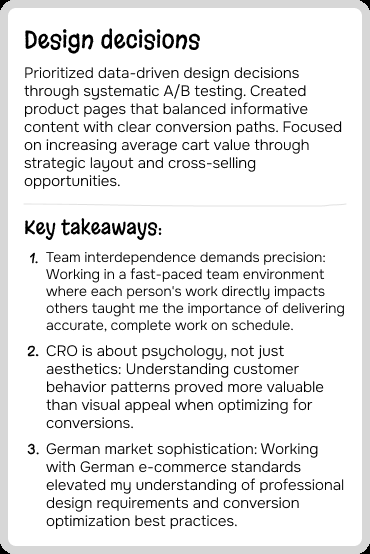 Design decisions
Prioritized data-driven design decisions
through systematic A/B testing. Created
product pages that balanced informative
content with clear conversion paths. Focused
on increasing average cart value through
strategic layout and cross-selling
opportunities.
Key takeaways:
1. Team interdependence demands precision:
Working in a fast-paced team environment
where each person's work directly impacts
others taught me the importance of delivering
accurate, complete work on schedule.
2. CRO is about psychology, not just
aesthetics: Understanding customer
behavior patterns proved more valuable
than visual appeal when optimizing for
conversions.
3. German market sophistication: Working
with German e-commerce standards
elevated my understanding of professional
design requirements and conversion
optimization best practices.